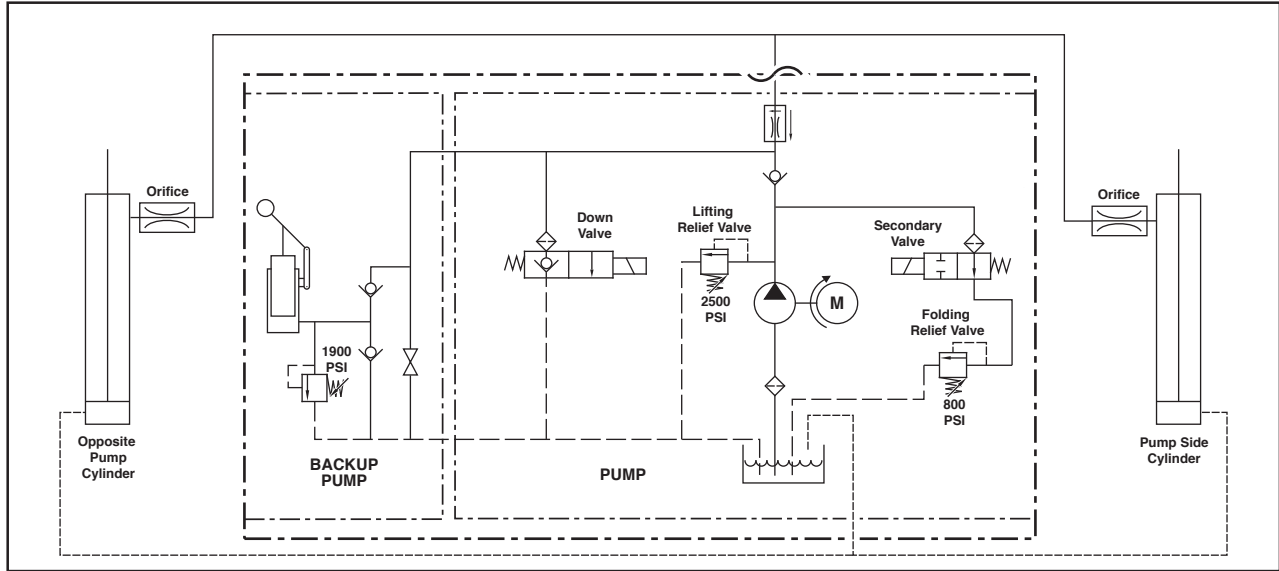 Orifice
Opposite
Pump
Cylinder
1900
PSI
BACKUP
PUMP
Down
Valve
Lifting
Relief Valve
2500
PSI
M
PUMP
Secondary
Valve
Folding
Relief Valve
800
PSI
Orifice
Pump Side
Cylinder